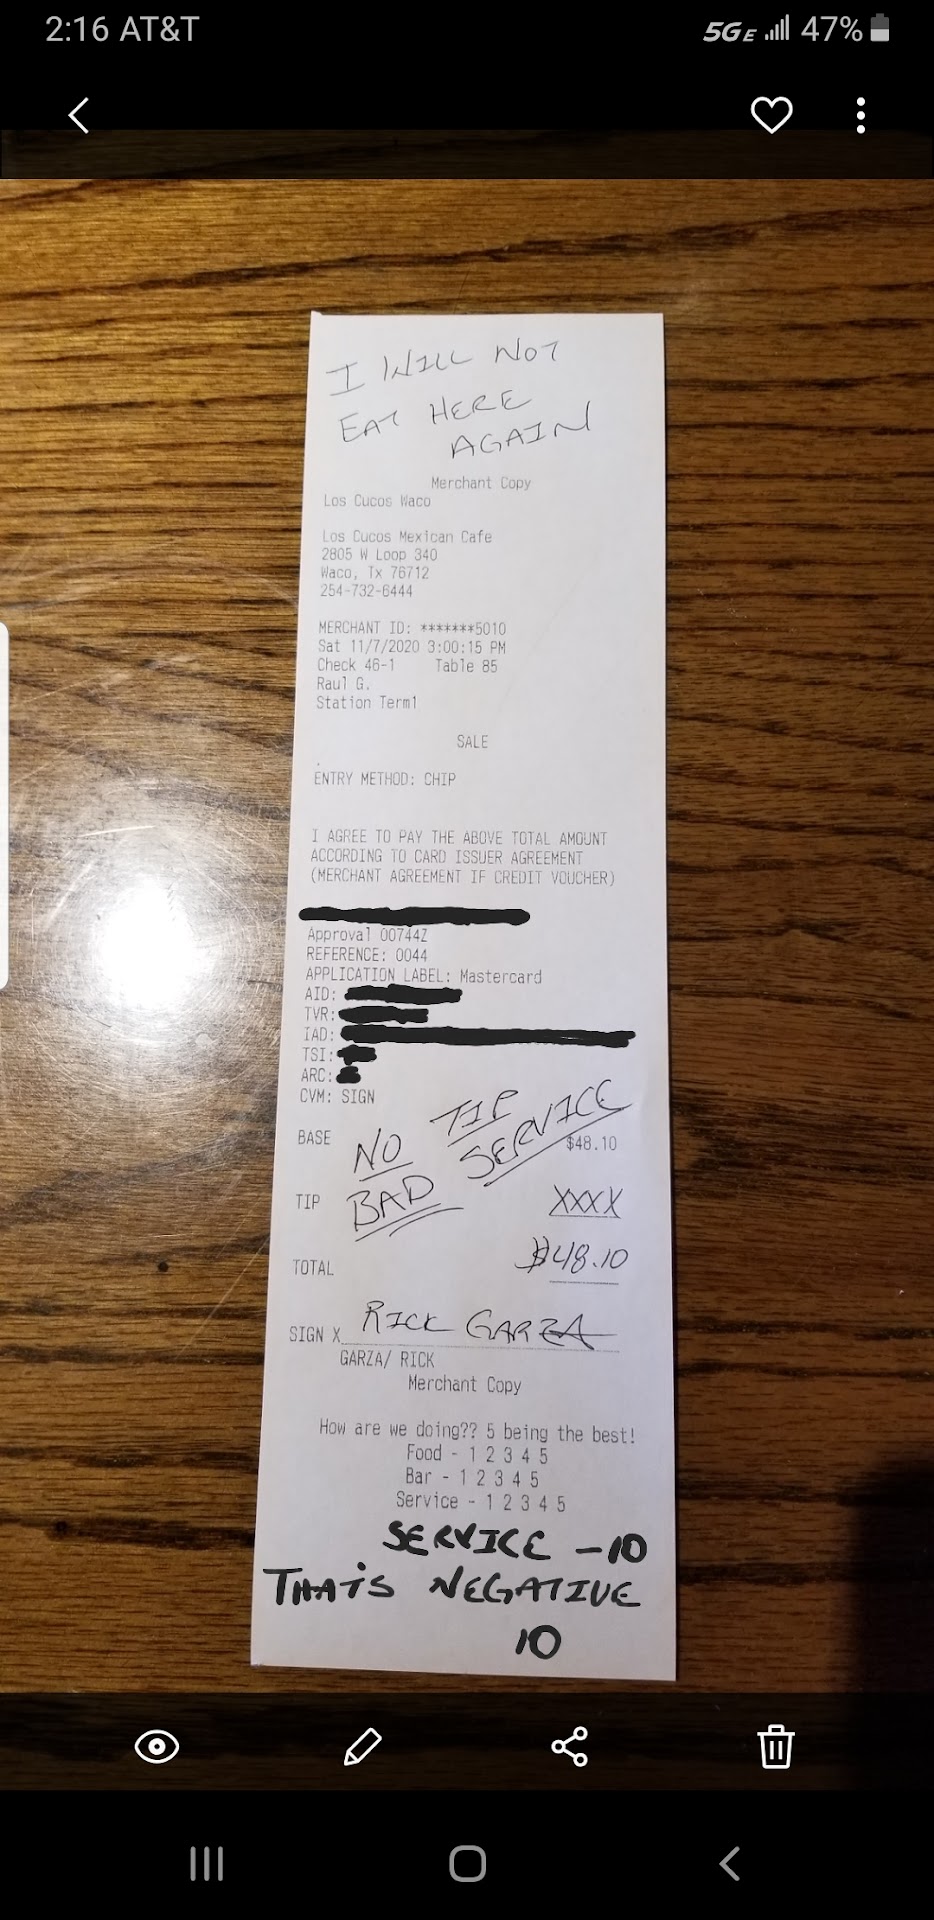 2:16 AT&T 5GE 47%
I WILL NOT
EAT HERE
AGAIN
Merchant Copy
Los Cucos Waco
Los Cucos Mexican Cafe
2805 W Loop 340
Waco, Tx 76712
254-732-6444
MERCHANT ID: *******5010
Sat 11/7/2020 3:00:15 PM
Check 46-1 Table 85
Raul G.
Station Term1
SALE
.
ENTRY METHOD: CHIP
I AGREE TO PAY THE ABOVE TOTAL AMOUNT
ACCORDING TO CARD ISSUER AGREEMENT
(MERCHANT AGREEMENT IF CREDIT VOUCHER)
Approval 00744Z
REFERENCE: 0044
APPLICATION LABEL: Mastercard
AID:
TVR:
IAD:
TSI:
ARC:
CVM: SIGN
NO TIP
BASE $48.10
BAD SERVICE
TIP XXXX
TOTAL $48.10
SIGN X RICK GARZA
GARZA/ RICK
Merchant Copy
How are we doing?? 5 being the best!
Food - 1 2 3 4 5
Bar - 1 2 3 4 5
Service - 1 2 3 4 5
SERVICE -10
THATS NEGATIVE
10